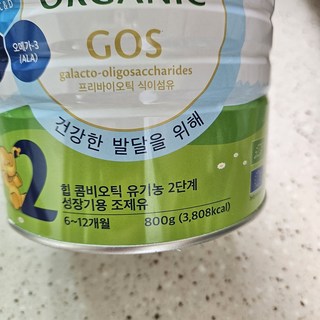 ORGANIC
GOS
galacto-oligosaccharides
프리바이오틱 식이섬유
오메가-3
(ALA)
건강한 발달을 위해
2
힙 콤비오틱 유기농 2단계
성장기용 조제유
6~12개월
800g (3,808kcal)